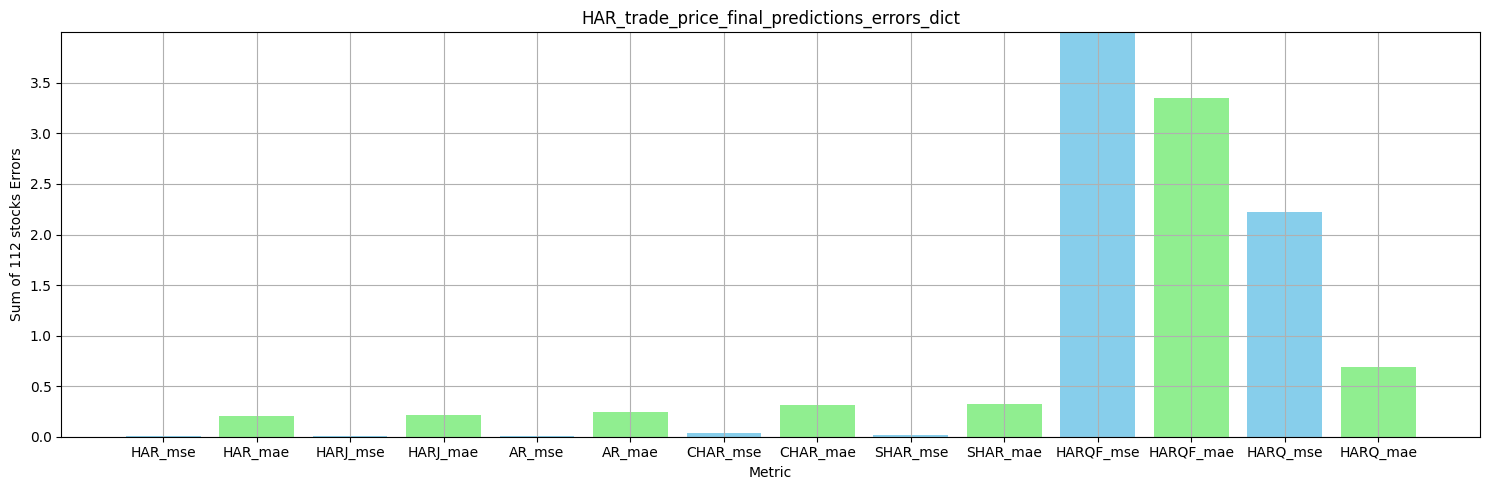 HAR_trade_price_final_predictions_errors_dict
Sum of 112 stocks Errors
3.5
3.0
2.5
2.0
1.5
1.0
0.5
0.0
HAR_mse HAR_mae HARJ_mse HARJ_mae AR_mse AR_mae CHAR_mse CHAR_mae SHAR_mse SHAR_mae HARQF_mse HARQF_mae HARQ_mse HARQ_mae
Metric